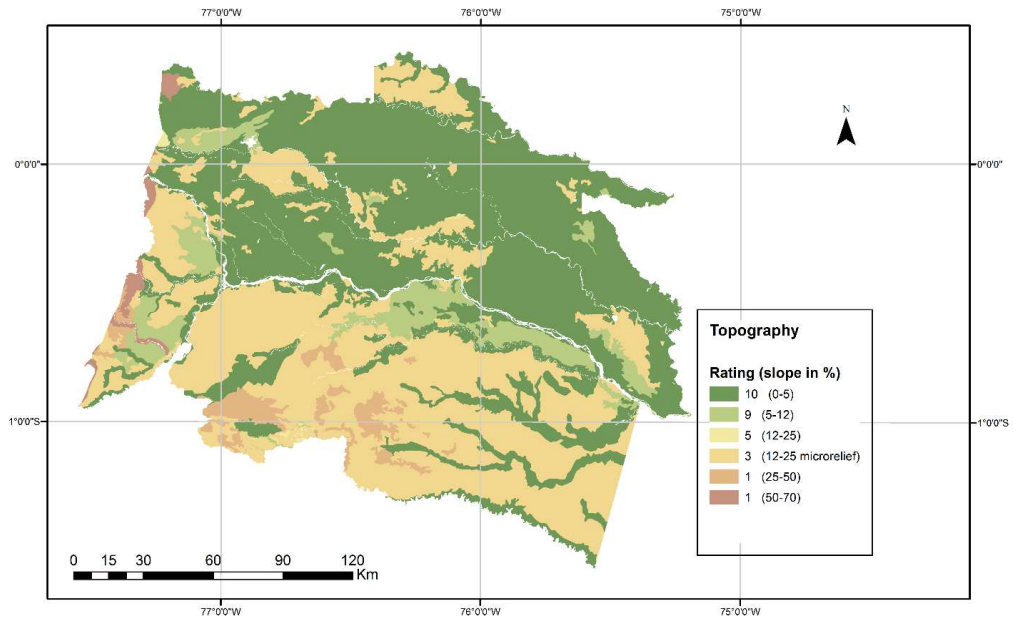 77°0'0"W 76°0'0"W 75°0'0"W
N
0°0'0" 0°0'0"
Topography
Rating (slope in %)
10 (0-5)
9 (5-12)
5 (12-25)
3 (12-25 microrelief)
1 (25-50)
1 (50-70)
1°0'0"S 1°0'0"S
0 15 30 60 90 120
Km
77°0'0"W 76°0'0"W 75°0'0"W